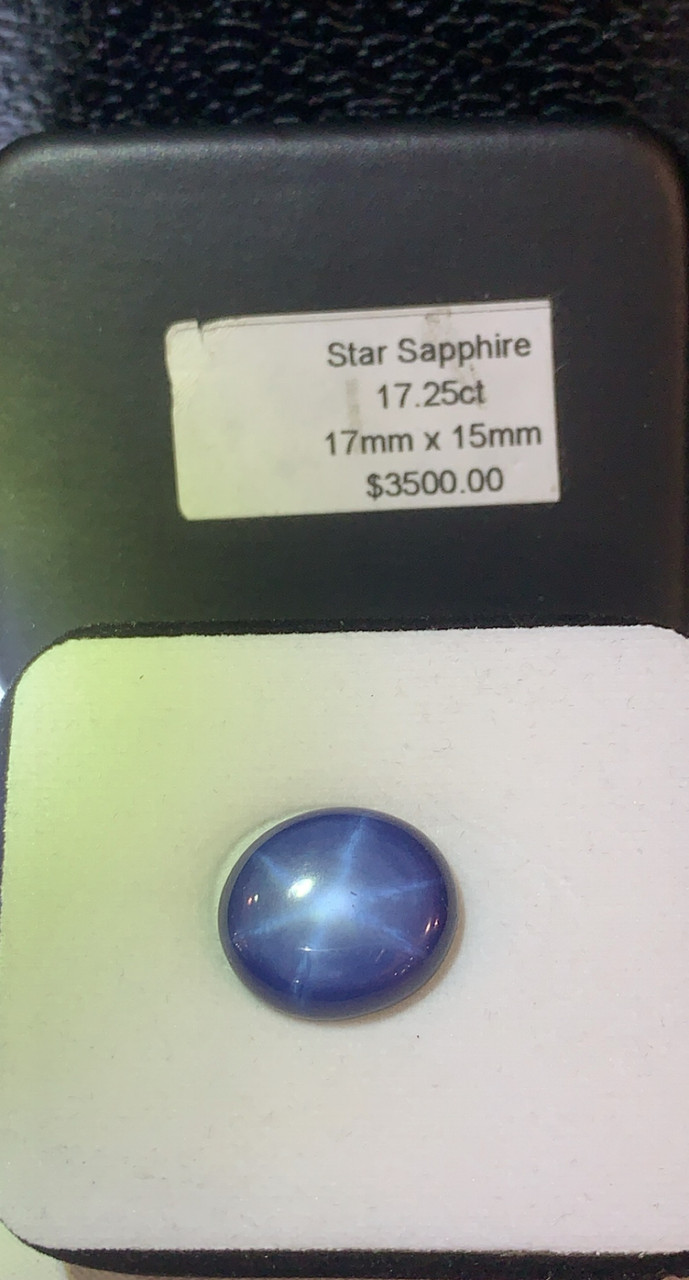 Star Sapphire
17.25ct
17mm x 15mm
$3500.00